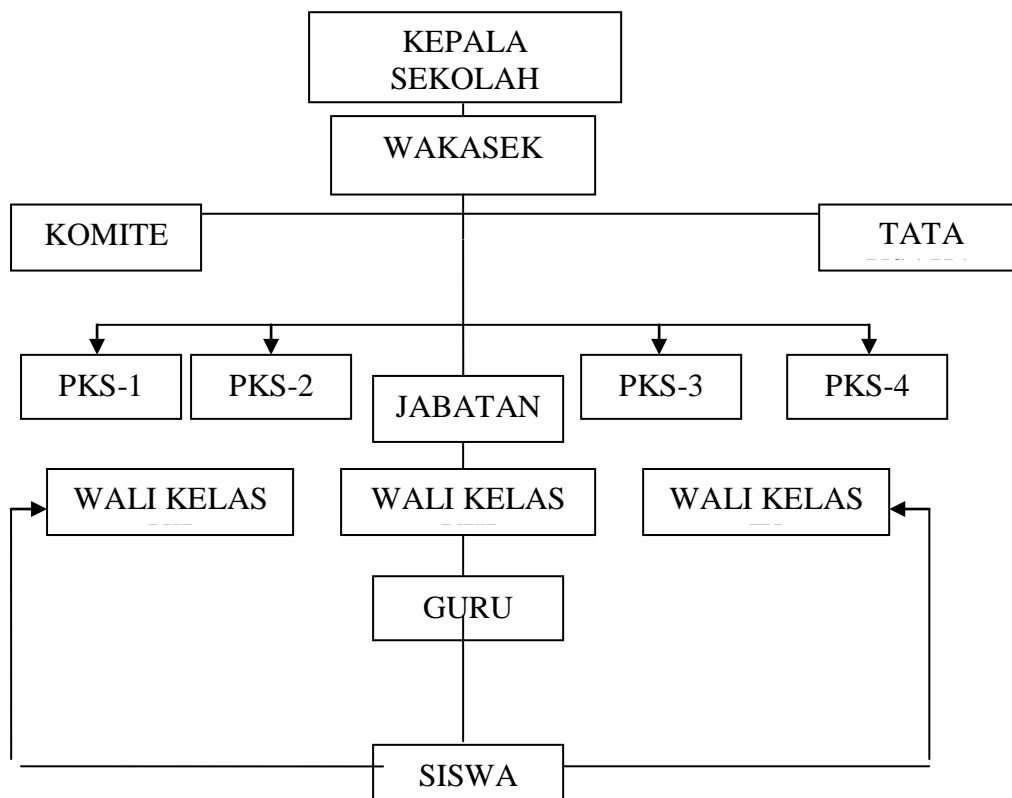 KEPALA
SEKOLAH
WAKASEK
KOMITE
TATA
PKS-1
PKS-2
PKS-3
PKS-4
JABATAN
WALI KELAS
WALI KELAS
WALI KELAS
GURU
SISWA